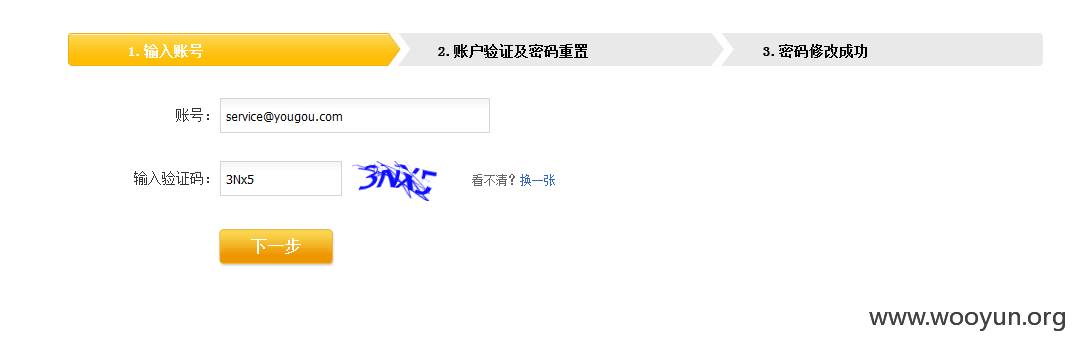 1. 输入账号 2. 账户验证及密码重置 3. 密码修改成功
账号： service@yougou.com
输入验证码： 3Nx5 3NX5 看不清？换一张
下一步
www.wooyun.org